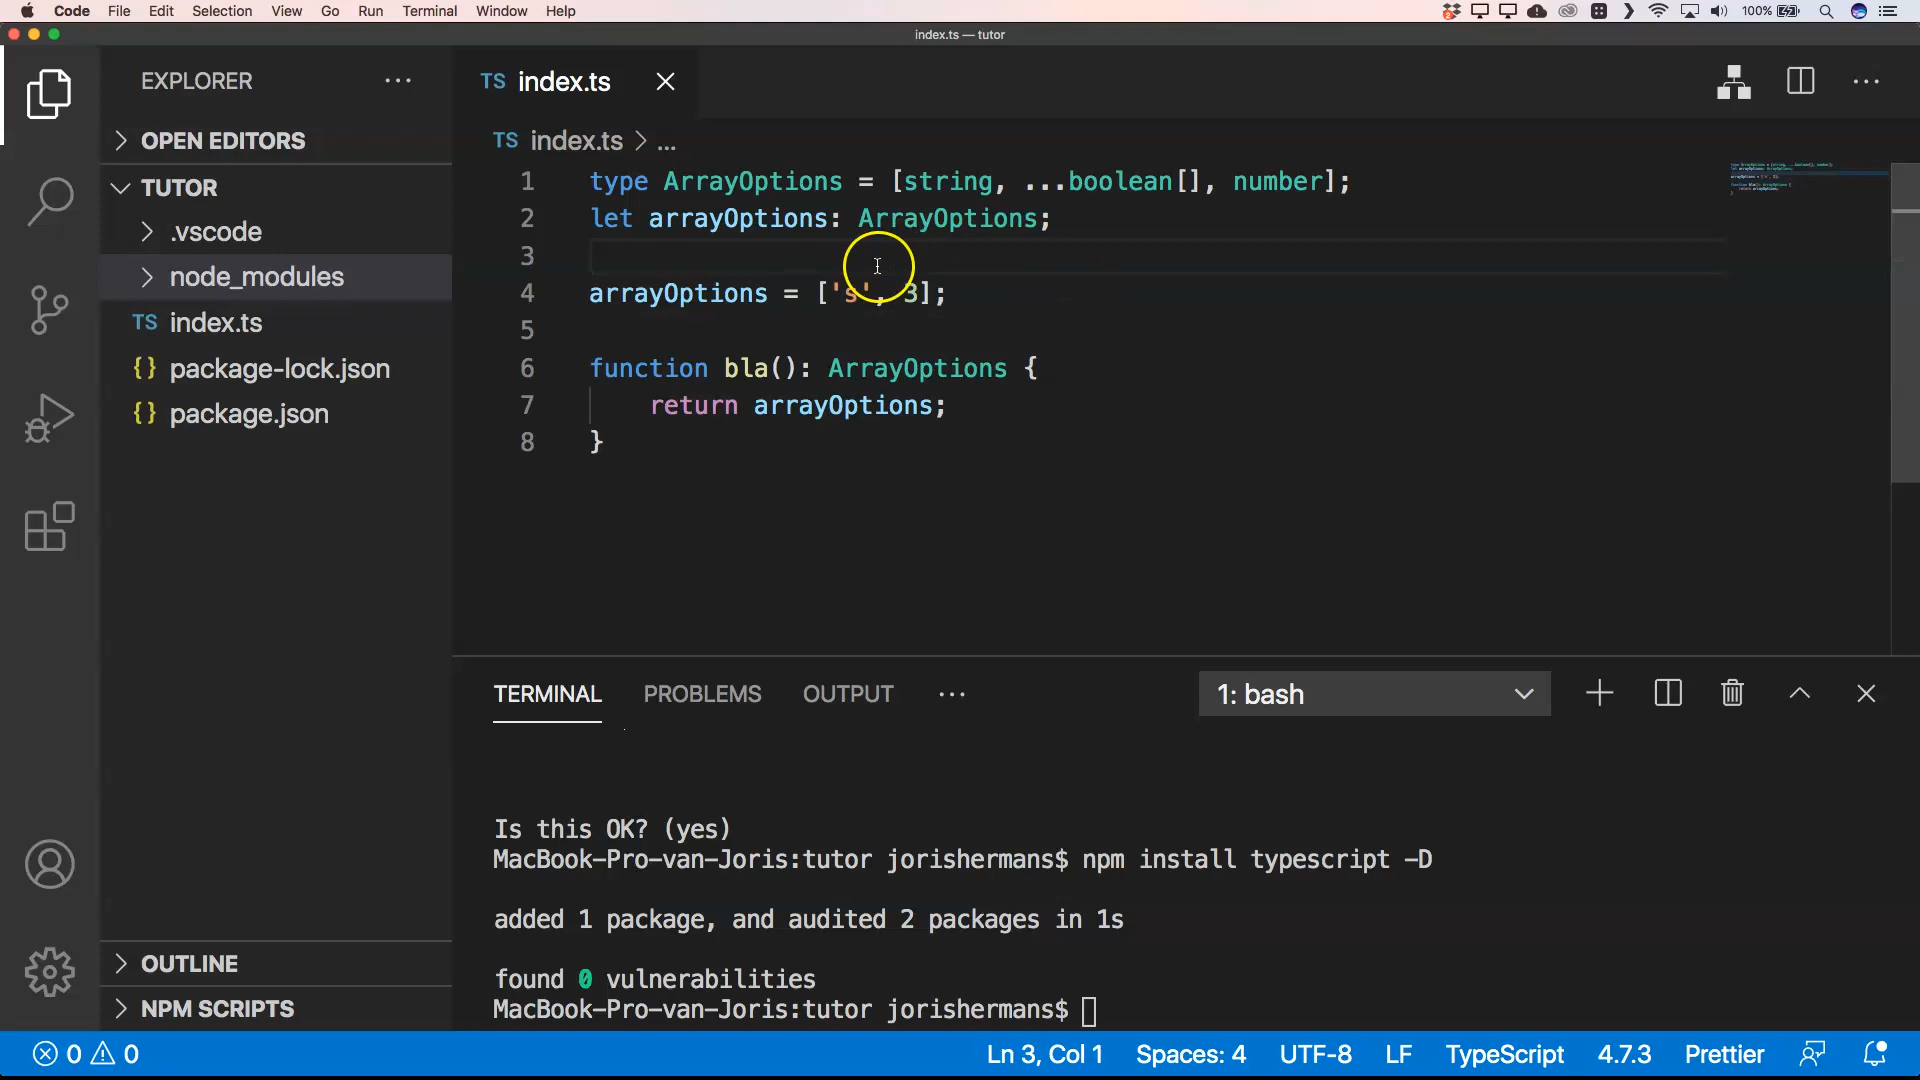 Code File Edit Selection View Go Run Terminal Window Help 100%
index.ts — tutor
EXPLORER
OPEN EDITORS
TUTOR
.vscode
node_modules
TS index.ts
{} package-lock.json
{} package.json
OUTLINE
NPM SCRIPTS
TS index.ts
TS index.ts > ...
1 type ArrayOptions = [string, ...boolean[], number];
2 let arrayOptions: ArrayOptions;
3
4 arrayOptions = ['s', 3];
5
6 function bla(): ArrayOptions {
7 return arrayOptions;
8 }
TERMINAL PROBLEMS OUTPUT 1: bash
Is this OK? (yes)
MacBook-Pro-van-Joris:tutor jorishermans$ npm install typescript -D
added 1 package, and audited 2 packages in 1s
found 0 vulnerabilities
MacBook-Pro-van-Joris:tutor jorishermans$
0 0 Ln 3, Col 1 Spaces: 4 UTF-8 LF TypeScript 4.7.3 Prettier